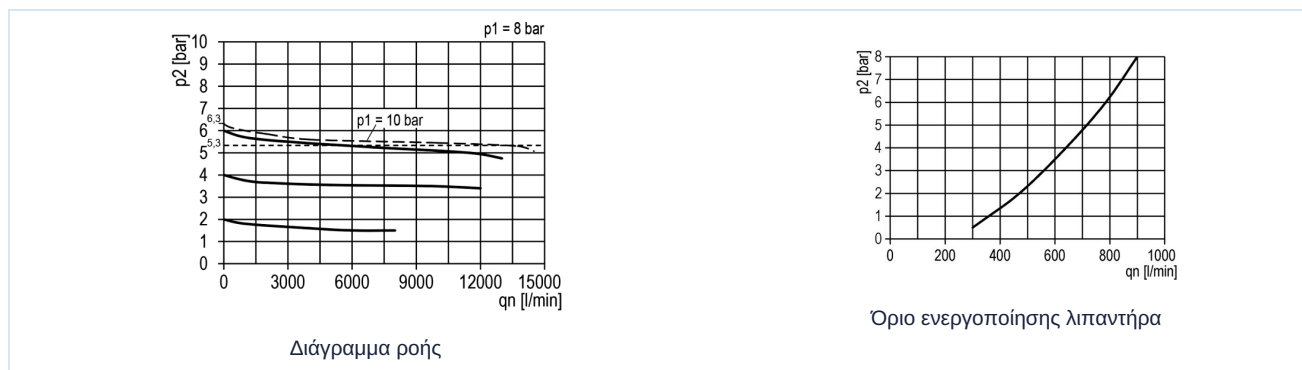 p1 = 8 bar
p2 [bar]
10
9
8
7
6,3
6
5,3
5
4
3
2
1
0
p1 = 10 bar
0 3000 6000 9000 12000 15000
qn [l/min]
Διάγραμμα ροής
p2 [bar]
8
7
6
5
4
3
2
1
0
0 200 400 600 800 1000
qn [l/min]
Όριο ενεργοποίησης λιπαντήρα